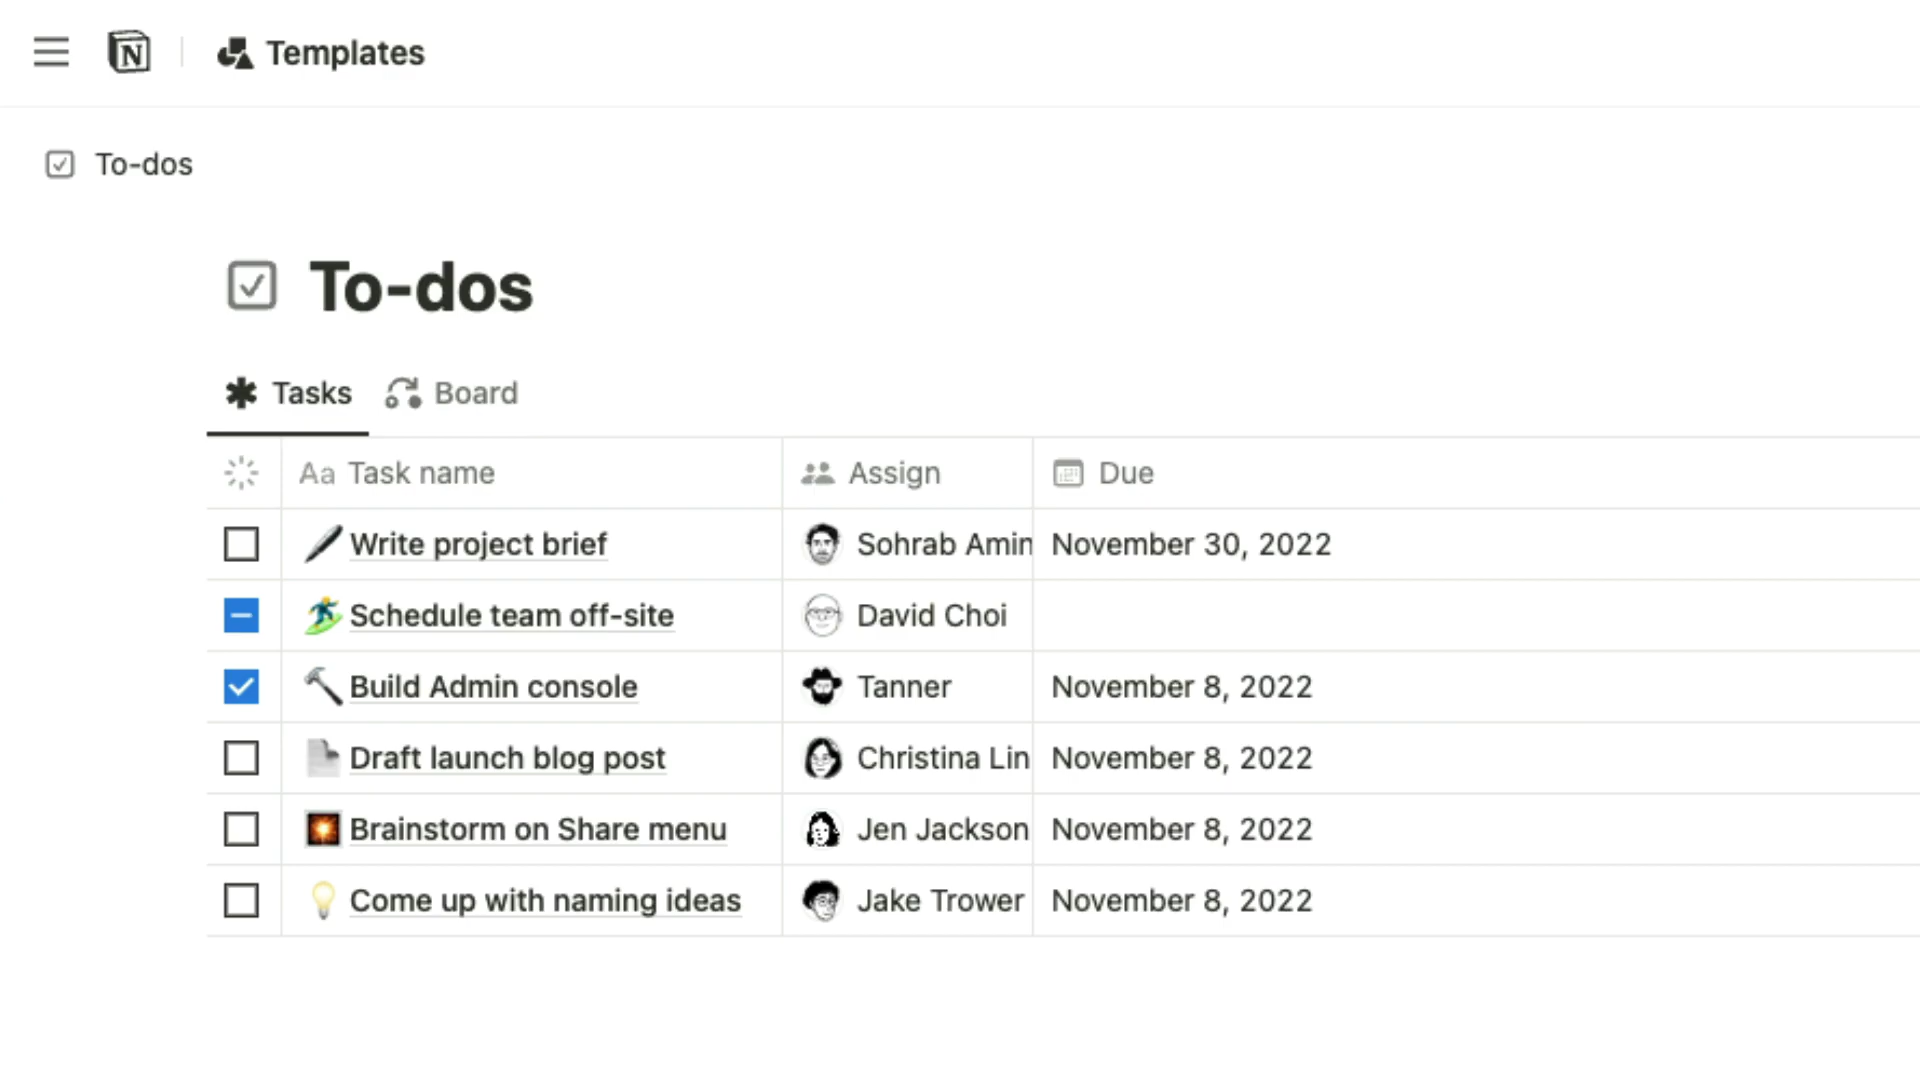 N Templates
To-dos
To-dos
Tasks Board
Aa Task name Assign Due
Write project brief Sohrab Amin November 30, 2022
Schedule team off-site David Choi
Build Admin console Tanner November 8, 2022
Draft launch blog post Christina Lin November 8, 2022
Brainstorm on Share menu Jen Jackson November 8, 2022
Come up with naming ideas Jake Trower November 8, 2022